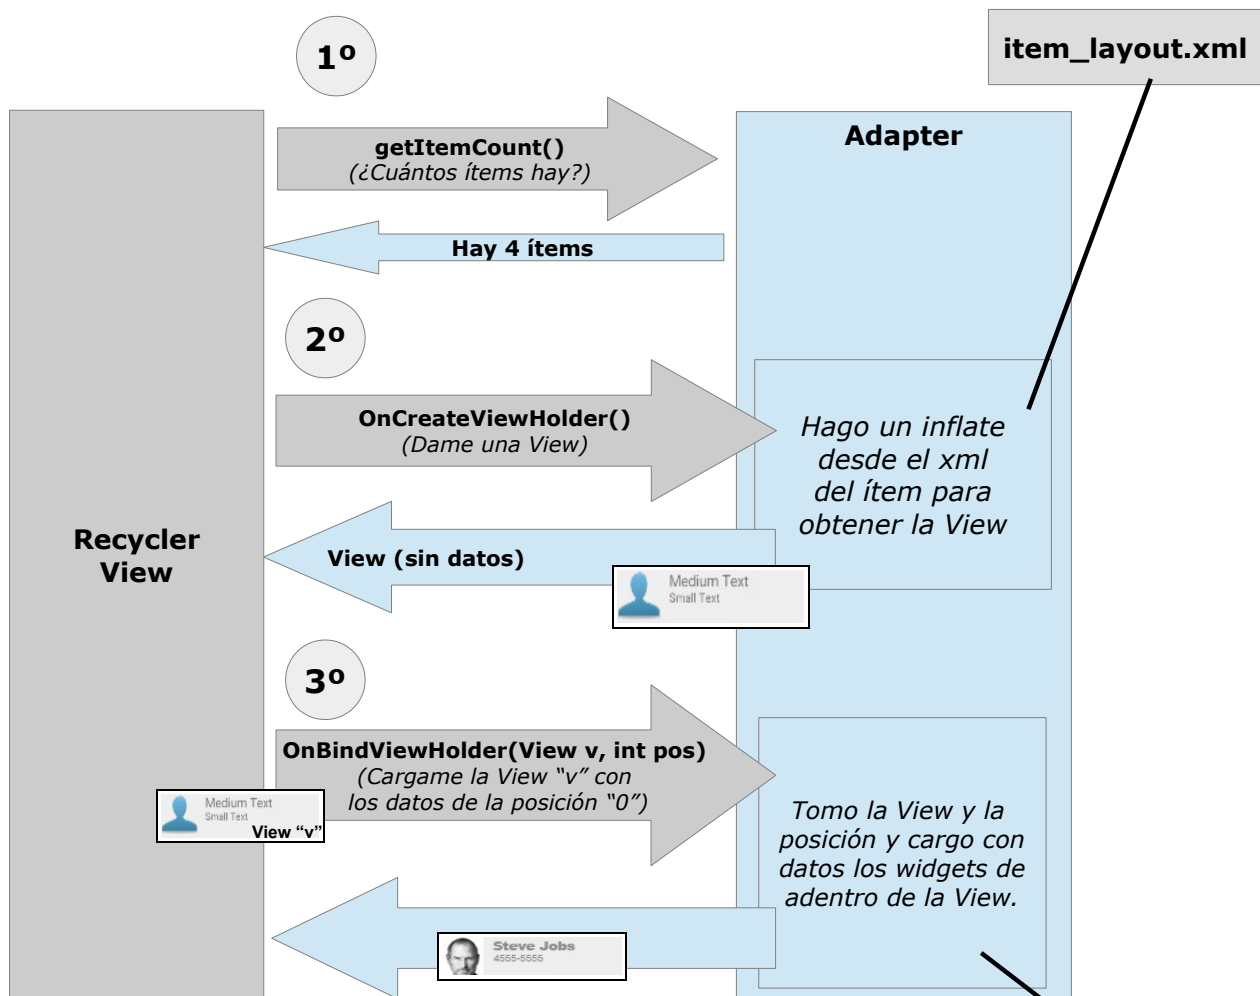 1º
item_layout.xml
getItemCount()
(¿Cuántos ítems hay?)
Adapter
Hay 4 ítems
2º
OnCreateViewHolder()
(Dame una View)
Hago un inflate
desde el xml
del ítem para
obtener la View
Recycler
View
View (sin datos)
Medium Text
Small Text
3º
OnBindViewHolder(View v, int pos)
(Cargame la View “v” con
los datos de la posición “0”)
Medium Text
Small Text
View “v”
Tomo la View y la
posición y cargo con
datos los widgets de
adentro de la View.
Steve Jobs
4555-5555